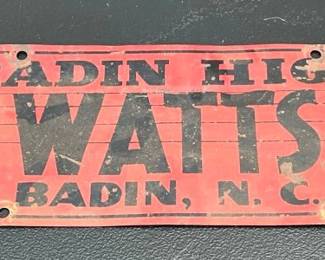 ADIN HIG
WATTS
BADIN, N. C.